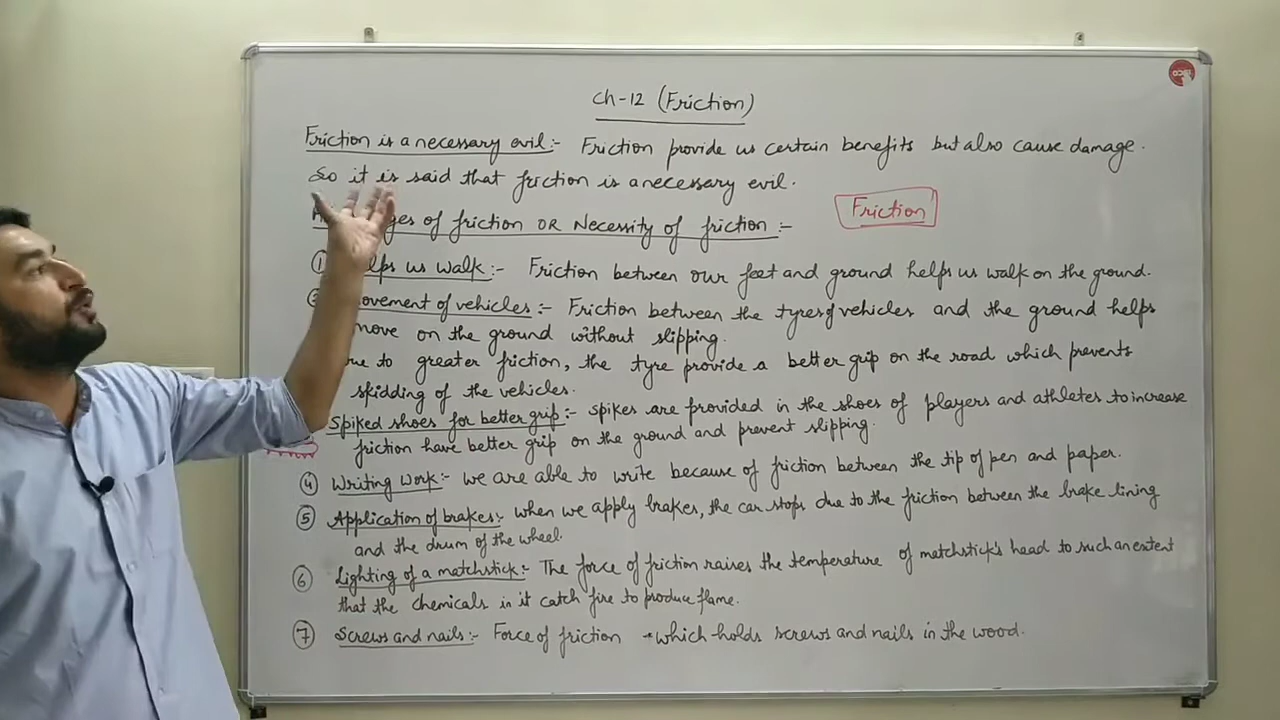 Ch-12 (Friction)
Friction is a necessary evil:- Friction provide us certain benefits but also cause damage.
So it is said that friction is a necessary evil.
Friction
of friction OR Necessity of friction:-
us walk:- Friction between our feet and ground helps us walk on the ground.
of vehicles:- Friction between the tyres of vehicles and the ground helps
move on the ground without slipping.
to greater friction, the tyre provide a better grip on the road which prevents
skidding of the vehicles.
Spiked shoes for better grip:- Spikes are provided in the shoes of players and athletes to increase
friction have better grip on the ground and prevent slipping.
4 Writing work:- we are able to write because of friction between the tip of pen and paper.
5 Application of brakes:- when we apply brakes, the car stops due to the friction between the brake lining
and the drum of the wheel.
6 Lighting of a matchstick:- The force of friction raises the temperature of matchstick's head to such an extent
that the chemicals in it catch fire to produce flame.
7 Screws and nails:- Force of friction which holds screws and nails in the wood.